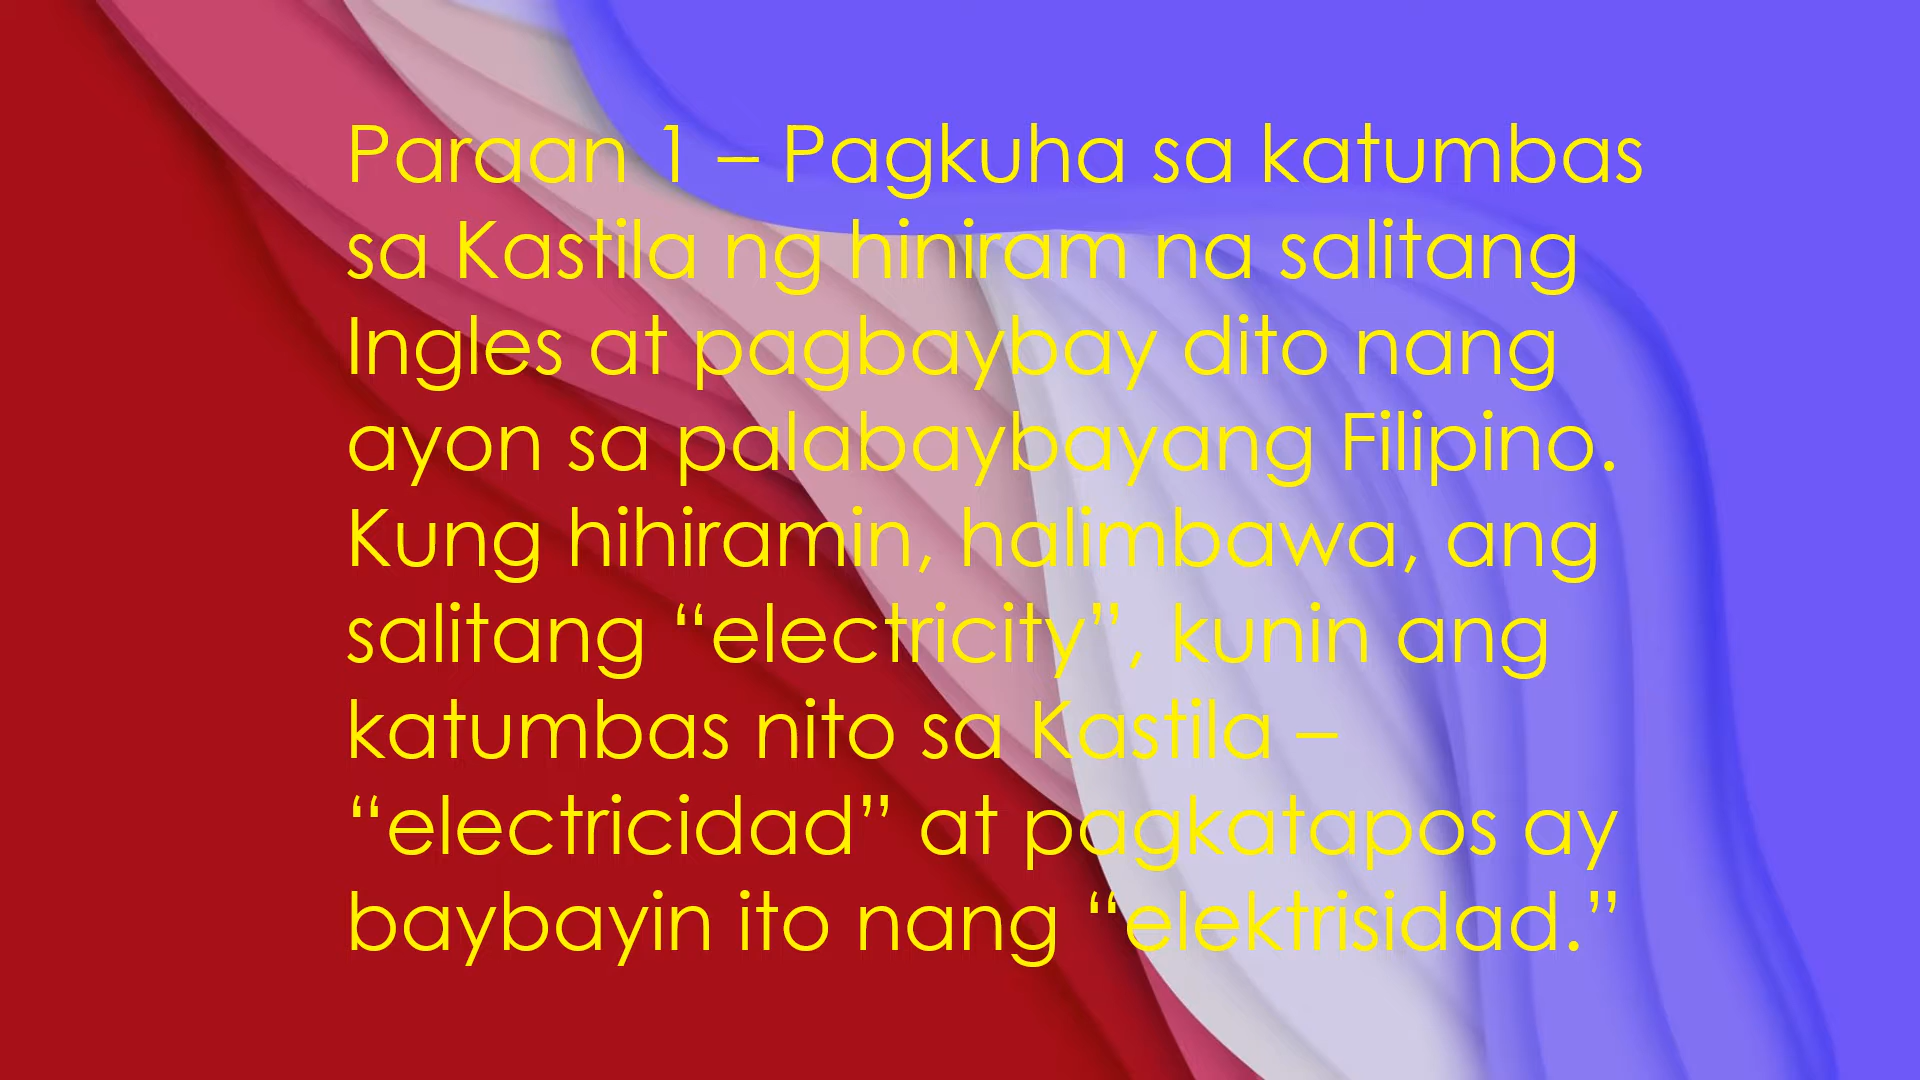 Paraan 1 – Pagkuha sa katumbas
sa Kastila ng hiniram na salitang
Ingles at pagbaybay dito nang
ayon sa palabaybayang Filipino.
Kung hihiramin, halimbawa, ang
salitang “electricity”, kunin ang
katumbas nito sa Kastila –
“electricidad” at pagkatapos ay
baybayin ito nang “elektrisidad.”